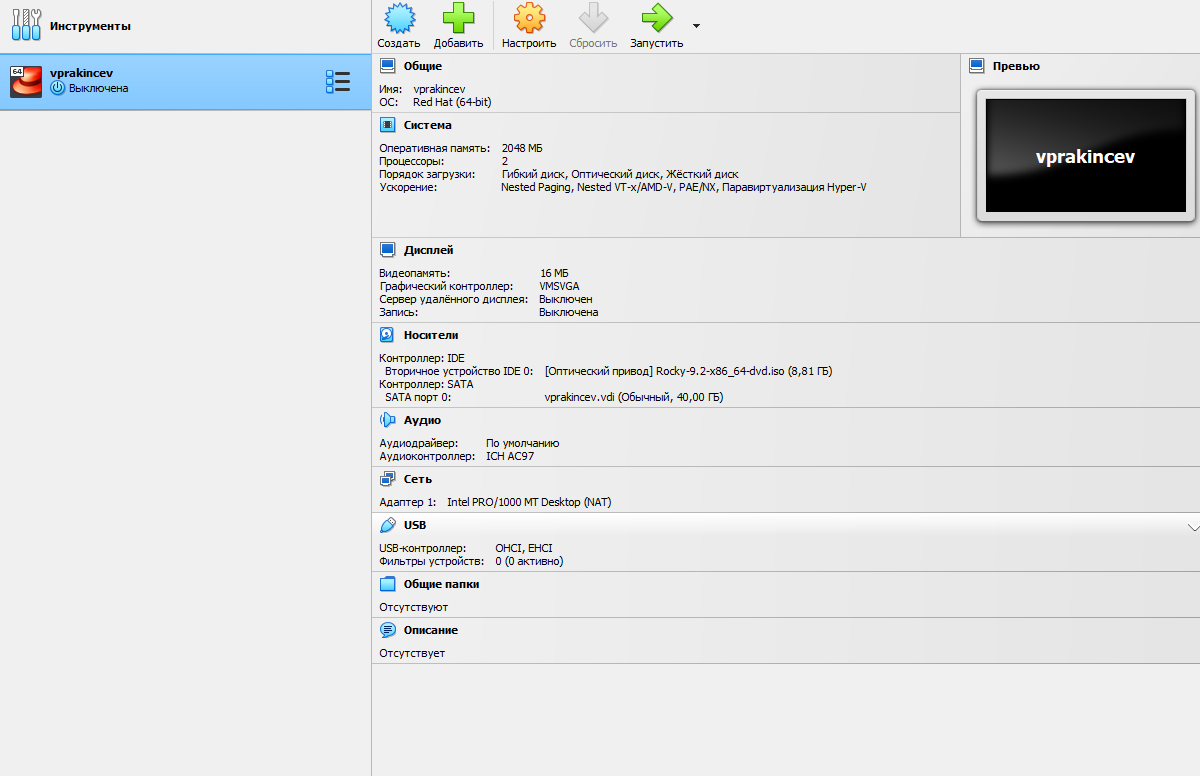 Инструменты
64
vprakincev
Выключена
Создать Добавить Настроить Сбросить Запустить
Общие
Имя: vprakincev
ОС: Red Hat (64-bit)
Превью
vprakincev
Система
Оперативная память: 2048 МБ
Процессоры: 2
Порядок загрузки: Гибкий диск, Оптический диск, Жёсткий диск
Ускорение: Nested Paging, Nested VT-x/AMD-V, PAE/NX, Паравиртуализация Hyper-V
Дисплей
Видеопамять: 16 МБ
Графический контроллер: VMSVGA
Сервер удалённого дисплея: Выключен
Запись: Выключена
Носители
Контроллер: IDE
Вторичное устройство IDE 0: [Оптический привод] Rocky-9.2-x86_64-dvd.iso (8,81 ГБ)
Контроллер: SATA
SATA порт 0: vprakincev.vdi (Обычный, 40,00 ГБ)
Аудио
Аудиодрайвер: По умолчанию
Аудиоконтроллер: ICH AC97
Сеть
Адаптер 1: Intel PRO/1000 MT Desktop (NAT)
USB
USB-контроллер: OHCI, EHCI
Фильтры устройств: 0 (0 активно)
Общие папки
Отсутствуют
Описание
Отсутствует